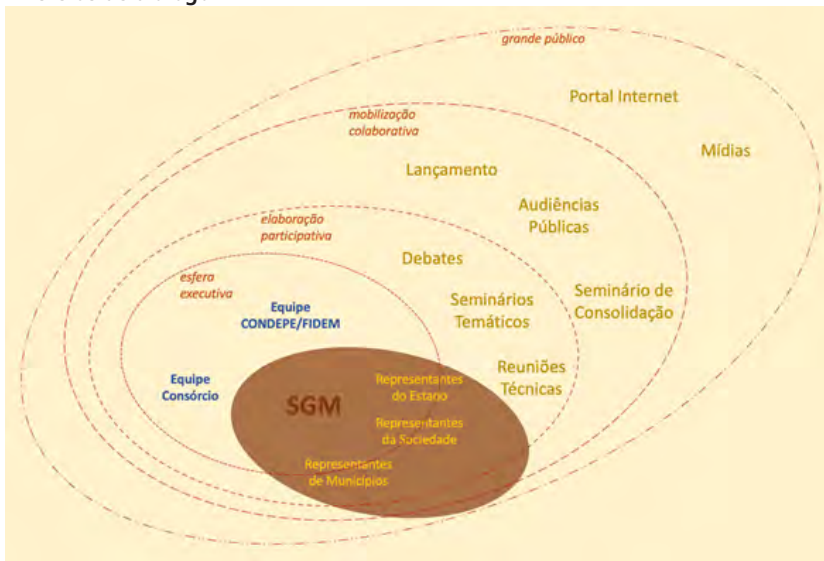 grande público
Portal Internet
mobilização
colaborativa
Mídias
Lançamento
Audiências
Públicas
elaboração
participativa
Debates
esfera
executiva
Seminários
Temáticos
Seminário de
Consolidação
Equipe
CONDEPE/FIDEM
Equipe
Consórcio
Reuniões
Técnicas
SGM
Representantes
do Estado
Representantes
da Sociedade
Representantes
de Municípios